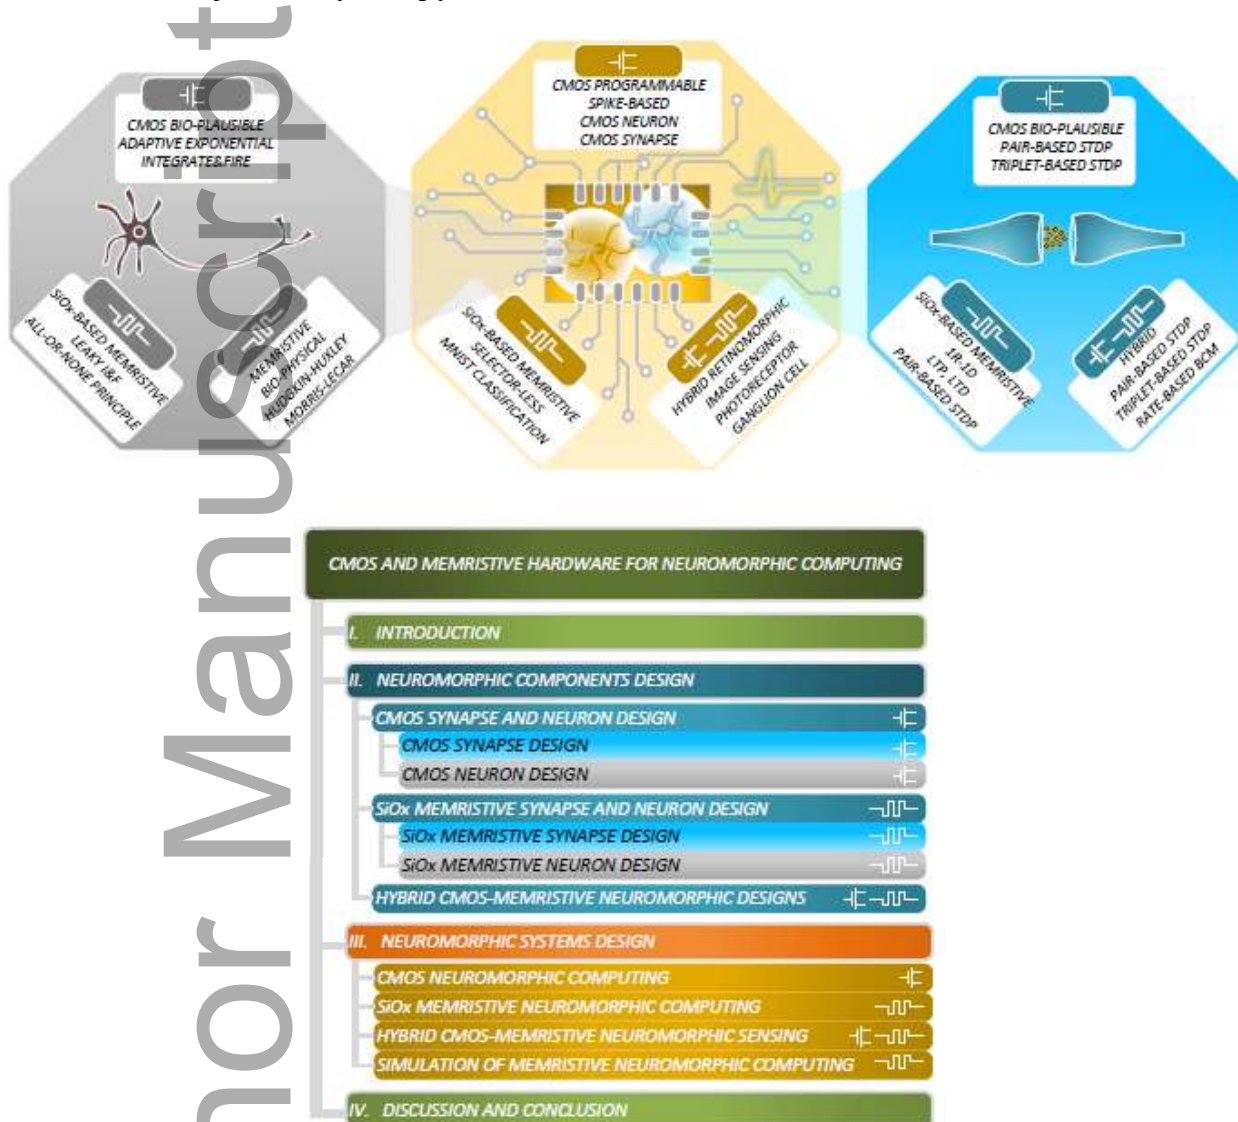 CMOS BIO-PLAUSIBLE
ADAPTIVE EXPONENTIAL
INTEGRATE&FIRE
SiOx-BASED MEMRISTIVE
LEAKY I&F
ALL-OR-NONE PRINCIPLE
MEMRISTIVE
BIO-PHYSICAL
HUDGKIN-HUXLEY
MORRIS-LECAR
CMOS PROGRAMMABLE
SPIKE-BASED
CMOS NEURON
CMOS SYNAPSE
SiOx-BASED MEMRISTIVE
SELECTOR-LESS
MNIST CLASSIFICATION
HYBRID RETINOMORPHIC
IMAGE SENSING
PHOTORECEPTOR
GANGLION CELL
CMOS BIO-PLAUSIBLE
PAIR-BASED STDP
TRIPLET-BASED STDP
SiOx-BASED MEMRISTIVE
1R-1D
LTP, LTD
PAIR-BASED STDP
HYBRID
PAIR-BASED STDP
TRIPLET-BASED STDP
RATE-BASED BCM
CMOS AND MEMRISTIVE HARDWARE FOR NEUROMORPHIC COMPUTING
I. INTRODUCTION
II. NEUROMORPHIC COMPONENTS DESIGN
CMOS SYNAPSE AND NEURON DESIGN
CMOS SYNAPSE DESIGN
CMOS NEURON DESIGN
SiOx MEMRISTIVE SYNAPSE AND NEURON DESIGN
SiOx MEMRISTIVE SYNAPSE DESIGN
SiOx MEMRISTIVE NEURON DESIGN
HYBRID CMOS-MEMRISTIVE NEUROMORPHIC DESIGNS
III. NEUROMORPHIC SYSTEMS DESIGN
CMOS NEUROMORPHIC COMPUTING
SiOx MEMRISTIVE NEUROMORPHIC COMPUTING
HYBRID CMOS-MEMRISTIVE NEUROMORPHIC SENSING
SIMULATION OF MEMRISTIVE NEUROMORPHIC COMPUTING
IV. DISCUSSION AND CONCLUSION
Manuscript